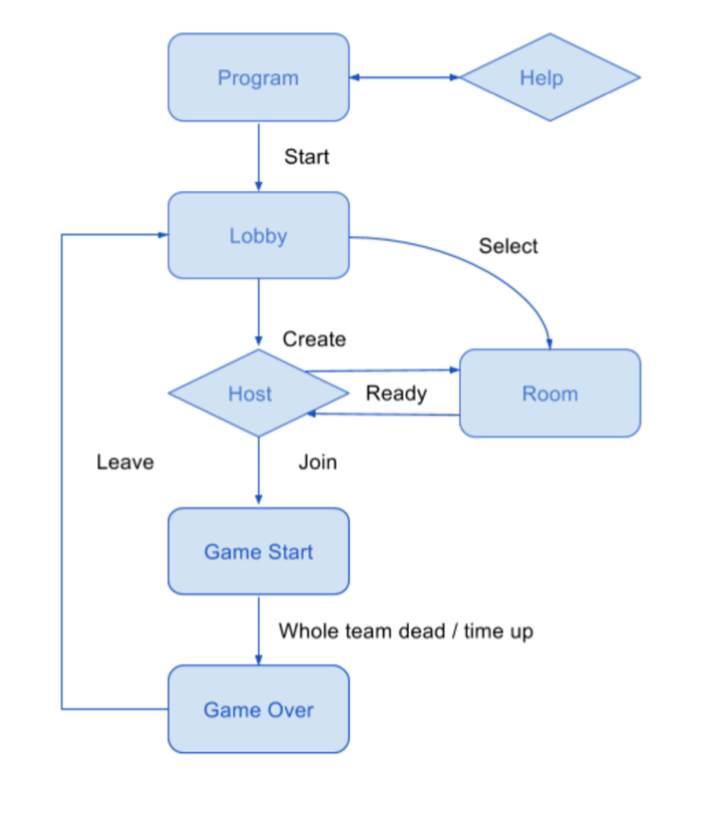 Program
Help
Start
Lobby
Select
Create
Host
Ready
Room
Leave
Join
Game Start
Whole team dead / time up
Game Over